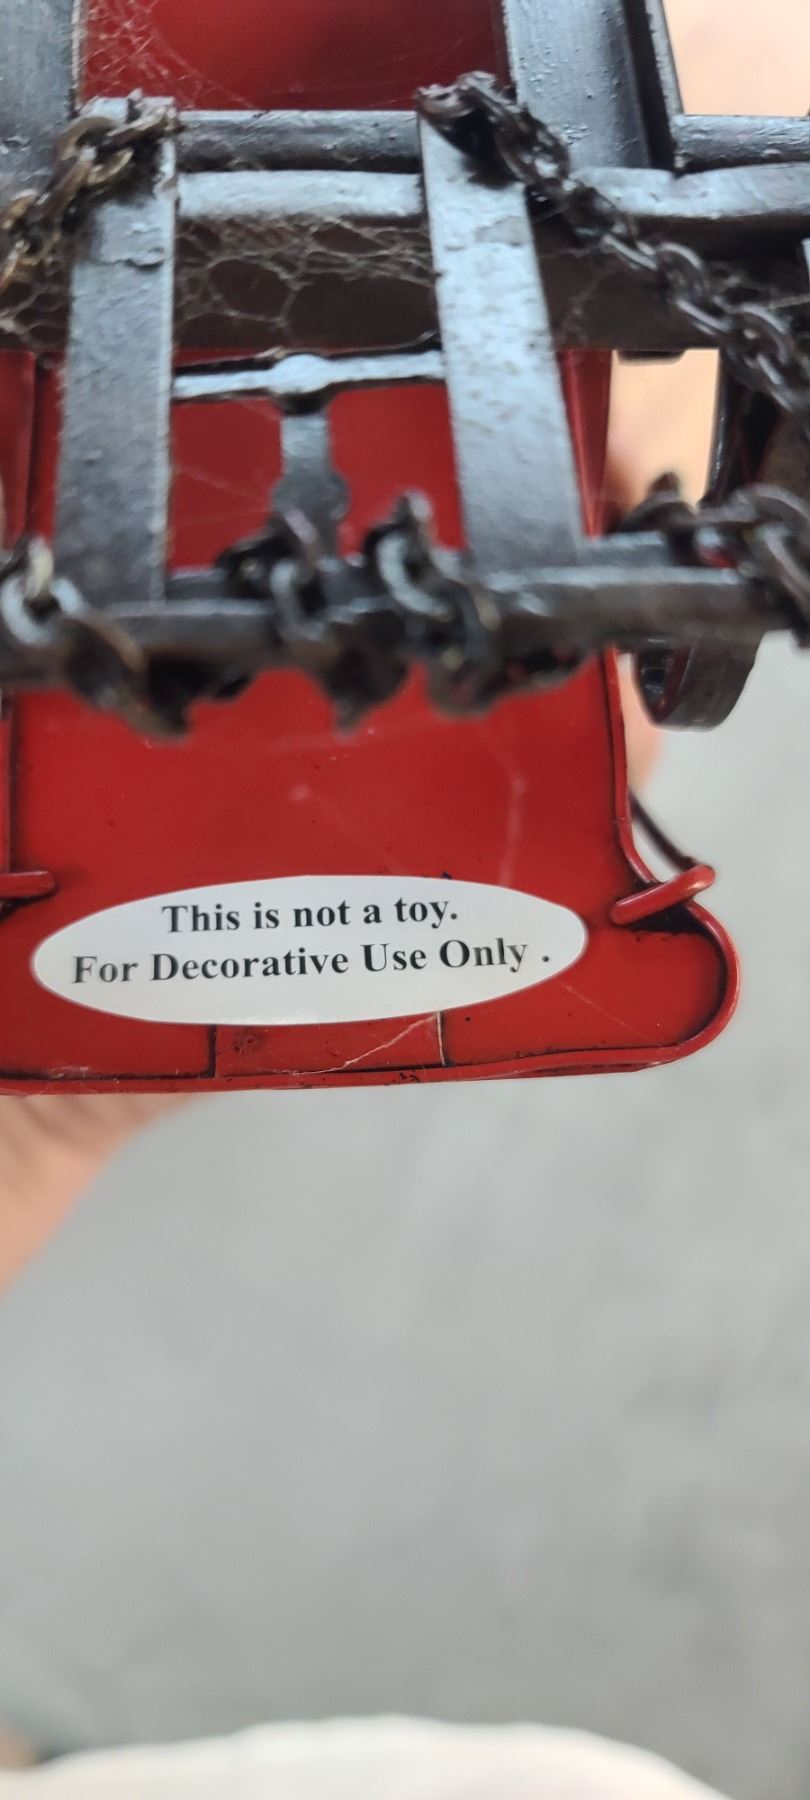 This is not a toy.
For Decorative Use Only .